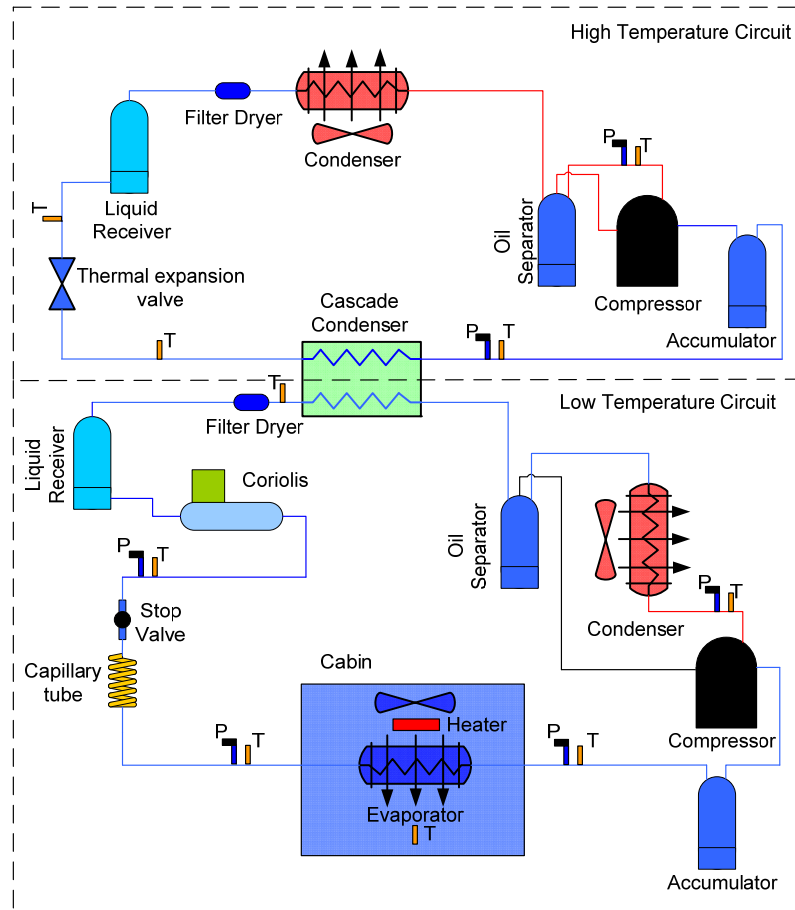 High Temperature Circuit
Filter Dryer
Condenser
P
T
T
Liquid
Receiver
Oil
Separator
Thermal expansion
valve
Compressor
Accumulator
Cascade
Condenser
T
P
T
T
Low Temperature Circuit
Filter Dryer
Liquid
Receiver
Coriolis
Oil
Separator
P
T
P
T
Stop
Valve
Condenser
Capillary
tube
Cabin
Heater
P
T
P
T
Compressor
Evaporator
T
Accumulator